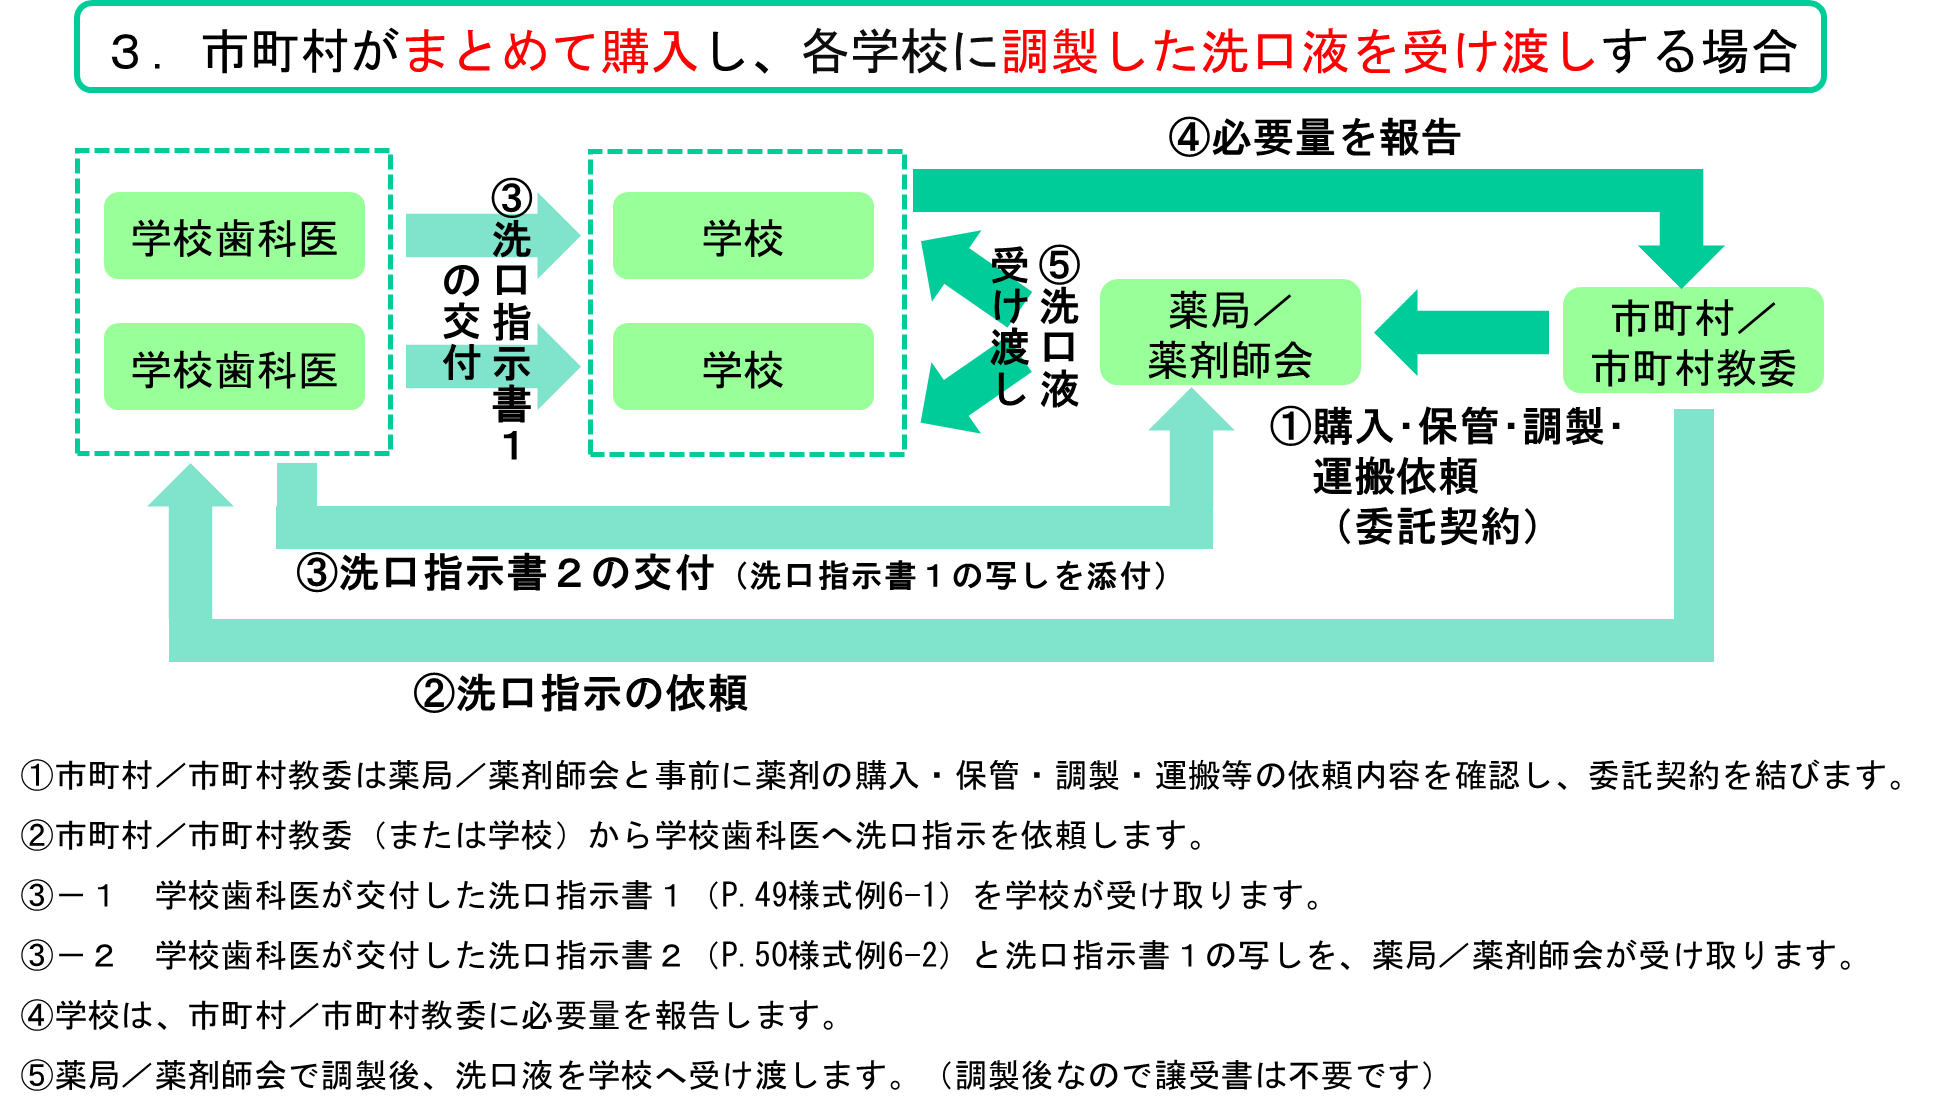 ３．市町村がまとめて購入し、各学校に調製した洗口液を受け渡しする場合
④必要量を報告
学校歯科医
学校歯科医
③洗口指示書１
の交付
学校
学校
⑤洗口液
受け渡し
薬局／
薬剤師会
市町村／
市町村教委
①購入・保管・調製・
運搬依頼
（委託契約）
③洗口指示書２の交付（洗口指示書１の写しを添付）
②洗口指示の依頼
①市町村／市町村教委は薬局／薬剤師会と事前に薬剤の購入・保管・調製・運搬等の依頼内容を確認し、委託契約を結びます。
②市町村／市町村教委（または学校）から学校歯科医へ洗口指示を依頼します。
③－１　学校歯科医が交付した洗口指示書１（P.49様式例6-1）を学校が受け取ります。
③－２　学校歯科医が交付した洗口指示書２（P.50様式例6-2）と洗口指示書１の写しを、薬局／薬剤師会が受け取ります。
④学校は、市町村／市町村教委に必要量を報告します。
⑤薬局／薬剤師会で調製後、洗口液を学校へ受け渡します。（調製後なので譲受書は不要です）